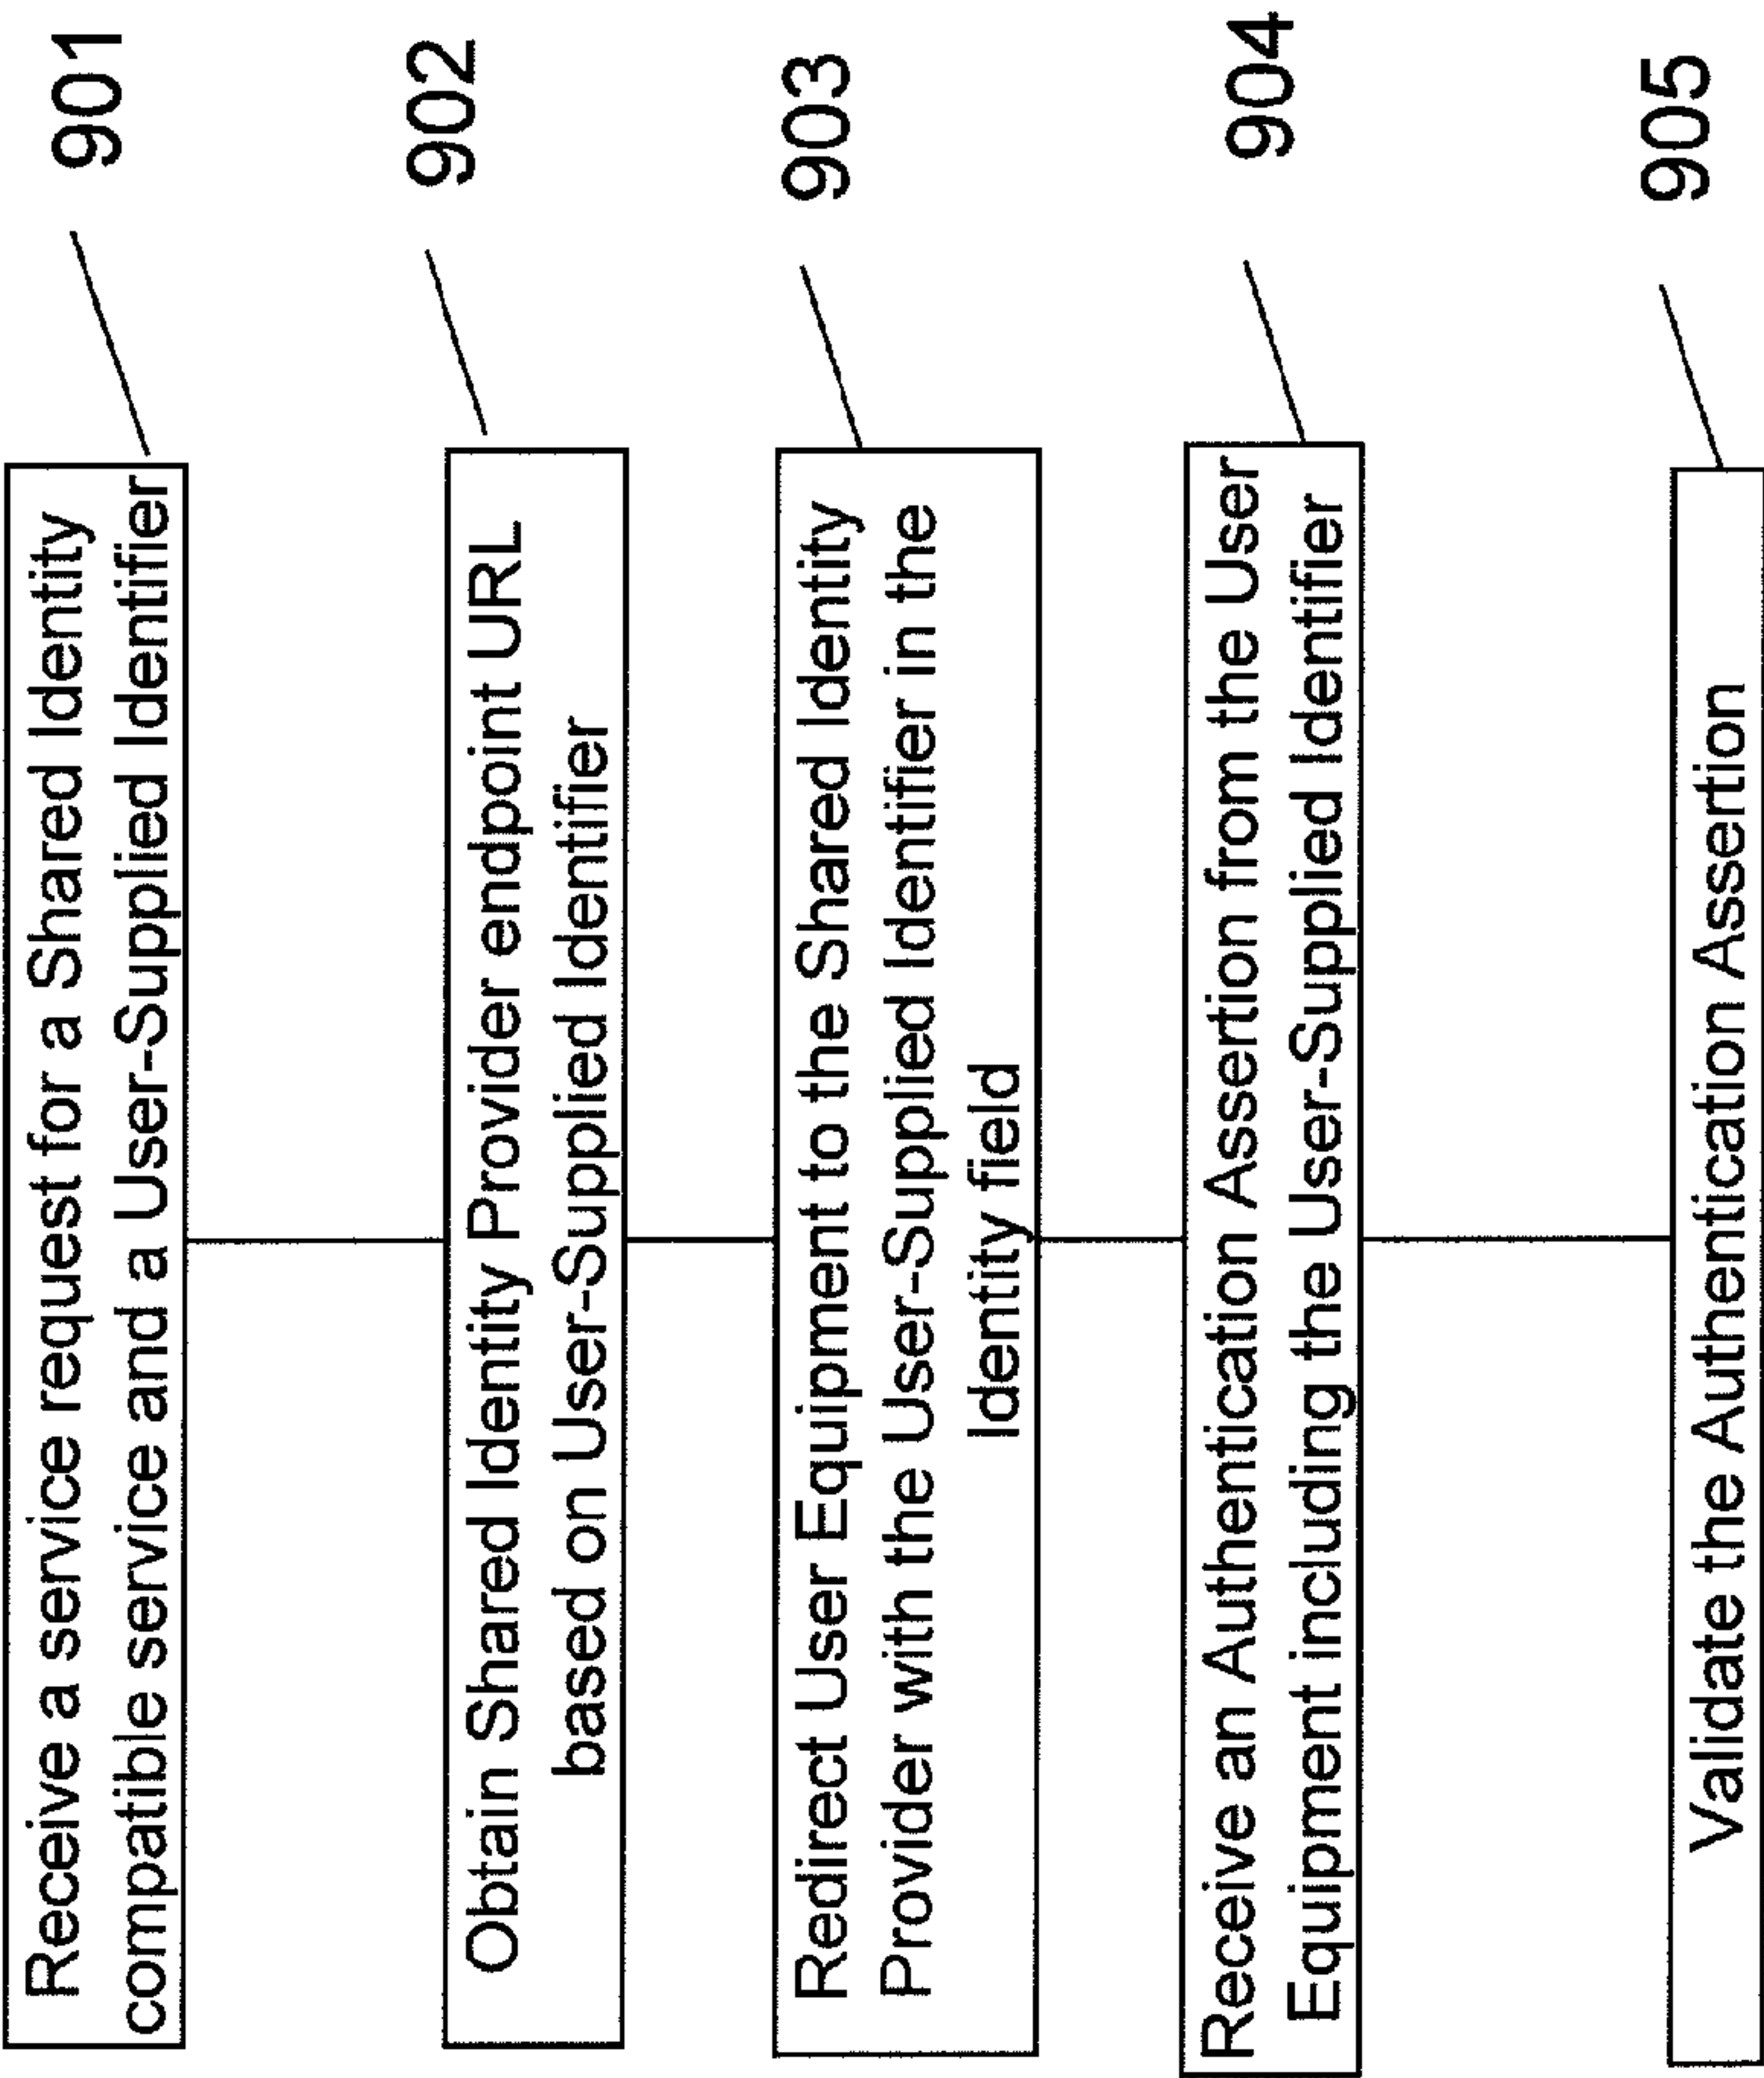 Receive a service request for a Shared Identity
compatible service and a User-Supplied Identifier
901
Obtain Shared Identity Provider endpoint URL
based on User-Supplied Identifier
902
Redirect User Equipment to the Shared Identity
Provider with the User-Supplied Identifier in the
Identity field
903
Receive an Authentication Assertion from the User
Equipment including the User-Supplied Identifier
904
Validate the Authentication Assertion
905